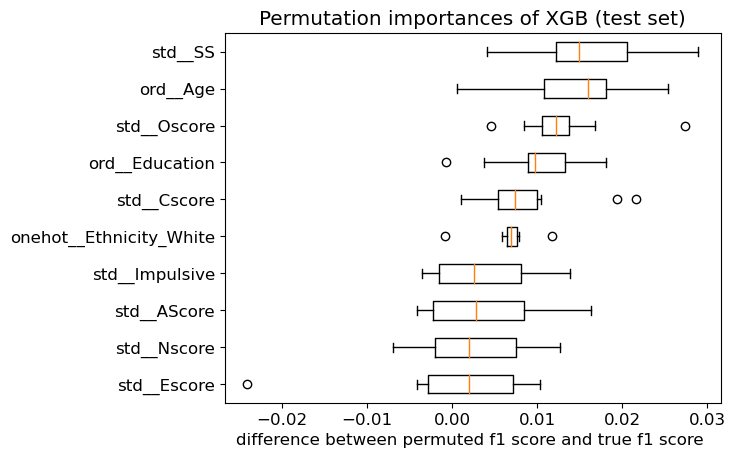 Permutation importances of XGB (test set)
std__SS
ord__Age
std__Oscore
ord__Education
std__Cscore
onehot__Ethnicity_White
std__Impulsive
std__AScore
std__Nscore
std__Escore
−0.02 −0.01 0.00 0.01 0.02 0.03
difference between permuted f1 score and true f1 score